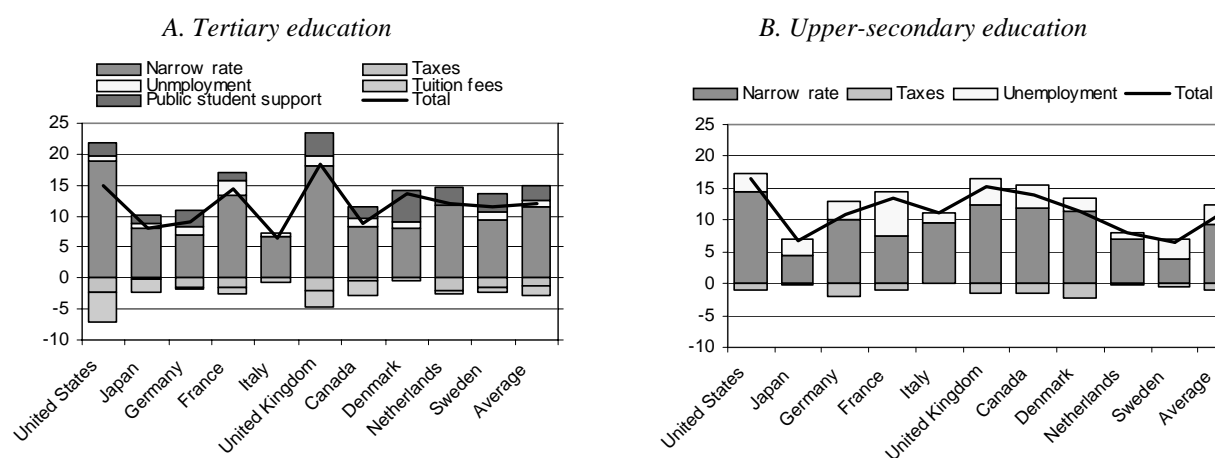 A. Tertiary education
Narrow rate
Taxes
Unmployment
Tuition fees
Public student support
Total
25
20
15
10
5
0
-5
-10
United States
Japan
Germany
France
Italy
United Kingdom
Canada
Denmark
Netherlands
Sweden
Average
B. Upper-secondary education
Narrow rate Taxes Unemployment Total
25
20
15
10
5
0
-5
-10
United States
Japan
Germany
France
Italy
United Kingdom
Canada
Denmark
Netherlands
Sweden
Average